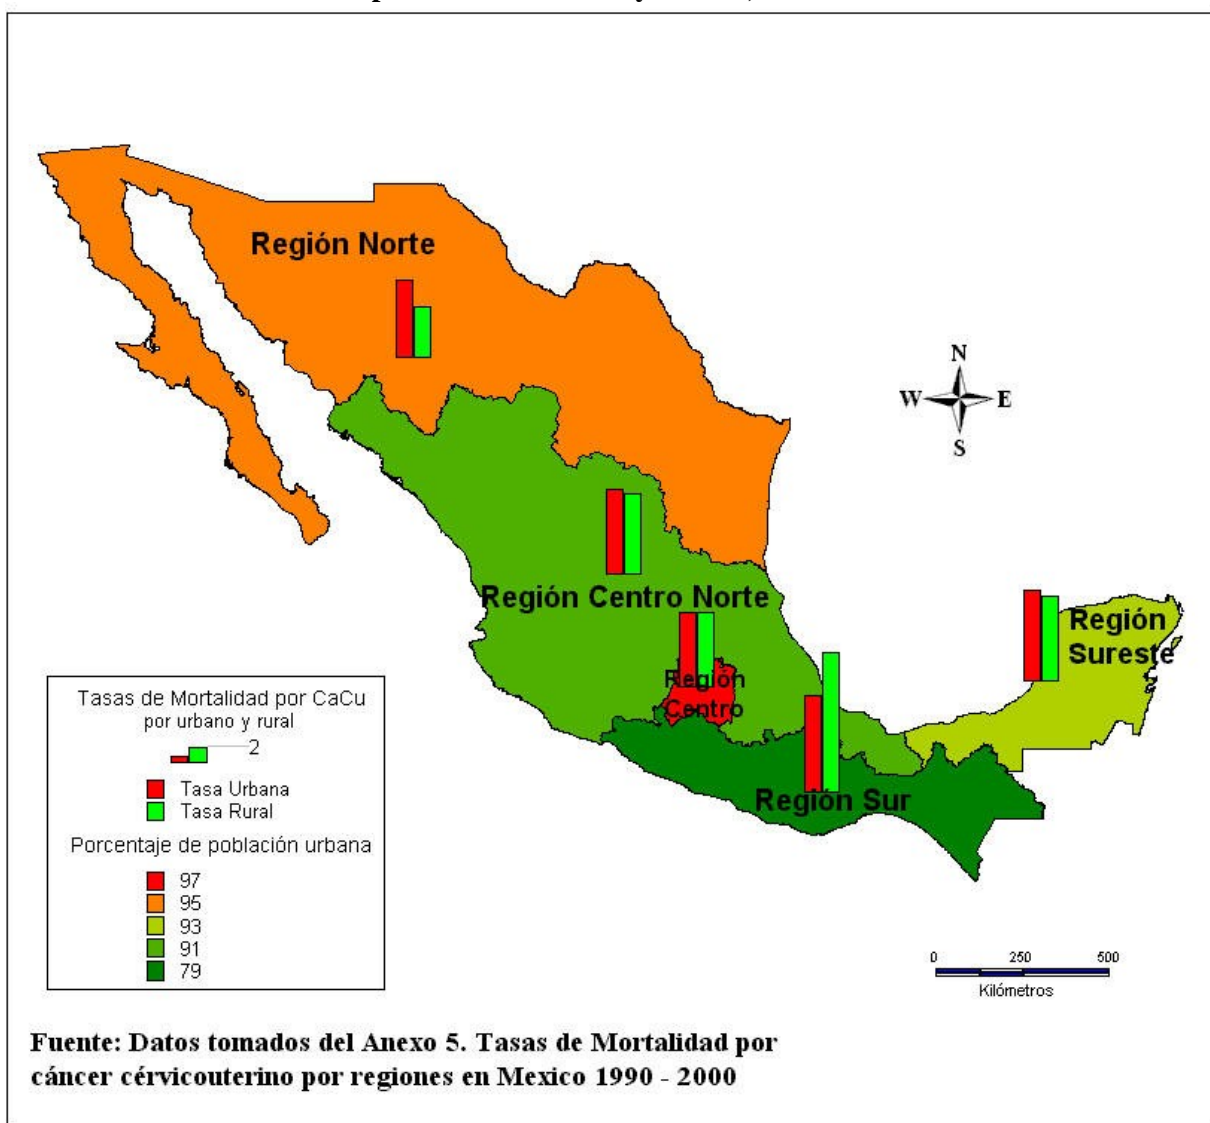 Región Norte
N
W E
S
Región Centro Norte
Región
Sureste
Región
Centro
Región Sur
Tasas de Mortalidad por CaCu
por urbano y rural
2
Tasa Urbana
Tasa Rural
Porcentaje de población urbana
97
95
93
91
79
0 250 500
Kilómetros
Fuente: Datos tomados del Anexo 5. Tasas de Mortalidad por
cáncer cérvicouterino por regiones en Mexico 1990 - 2000